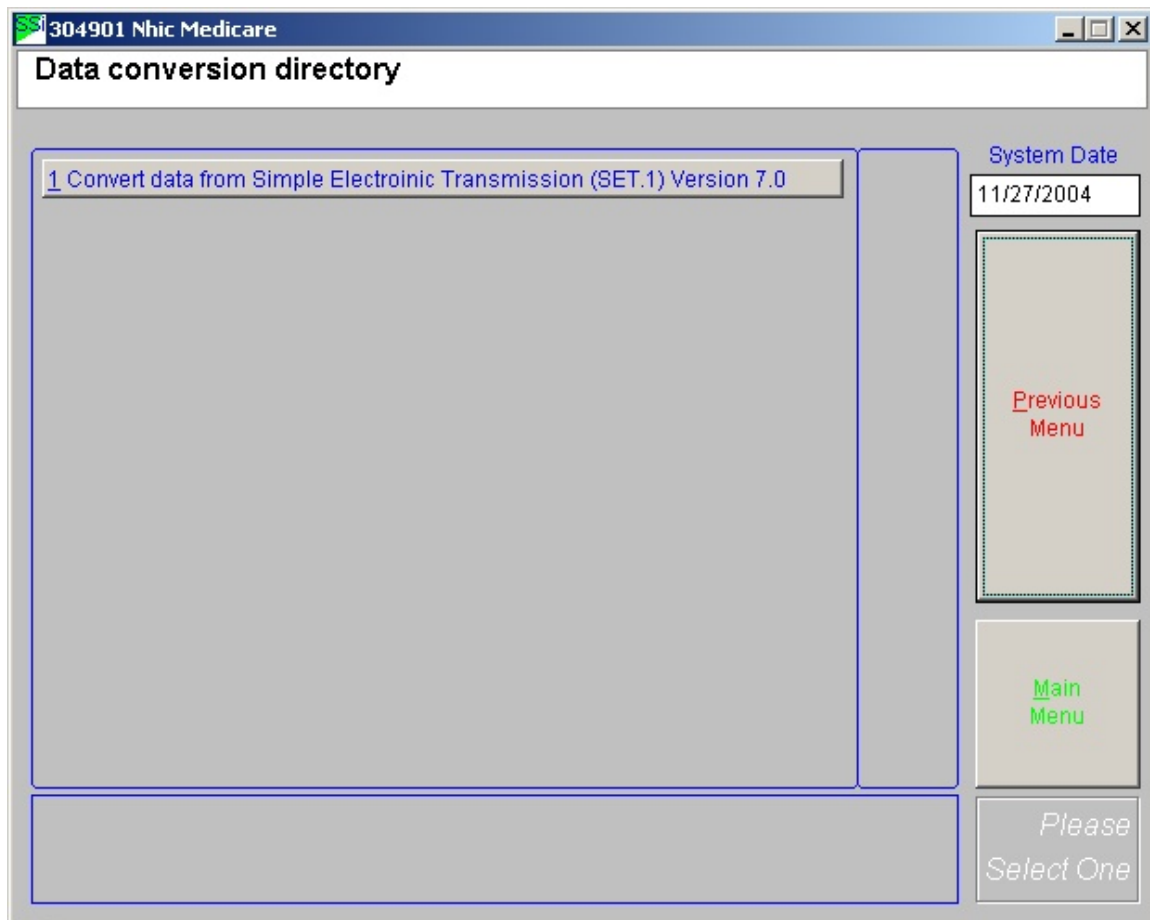 SSi 304901 Nhic Medicare
Data conversion directory
1 Convert data from Simple Electroinic Transmission (SET.1) Version 7.0
System Date
11/27/2004
Previous
Menu
Main
Menu
Please
Select One